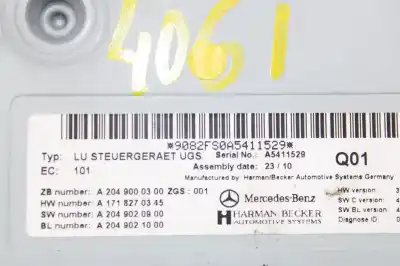 4061
*9082FS0A5411529*
Typ: LU STEUERGERAET UGS Serial No.: A5411529 Q01
EC: 101 Assembly date: 23 / 10
Manufactured by Harman/Becker Automotive Systems Germany
ZB number: A 204 900 03 00 ZGS : 001 HW version
HW number: A 171 827 03 45 Mercedes-Benz SW C version : 4
SW number: A 204 902 09 00 HARMAN BECKER SW BL version : 4
BL number: A 204 902 10 00 AUTOMOTIVE SYSTEMS Diagnose ID : 0